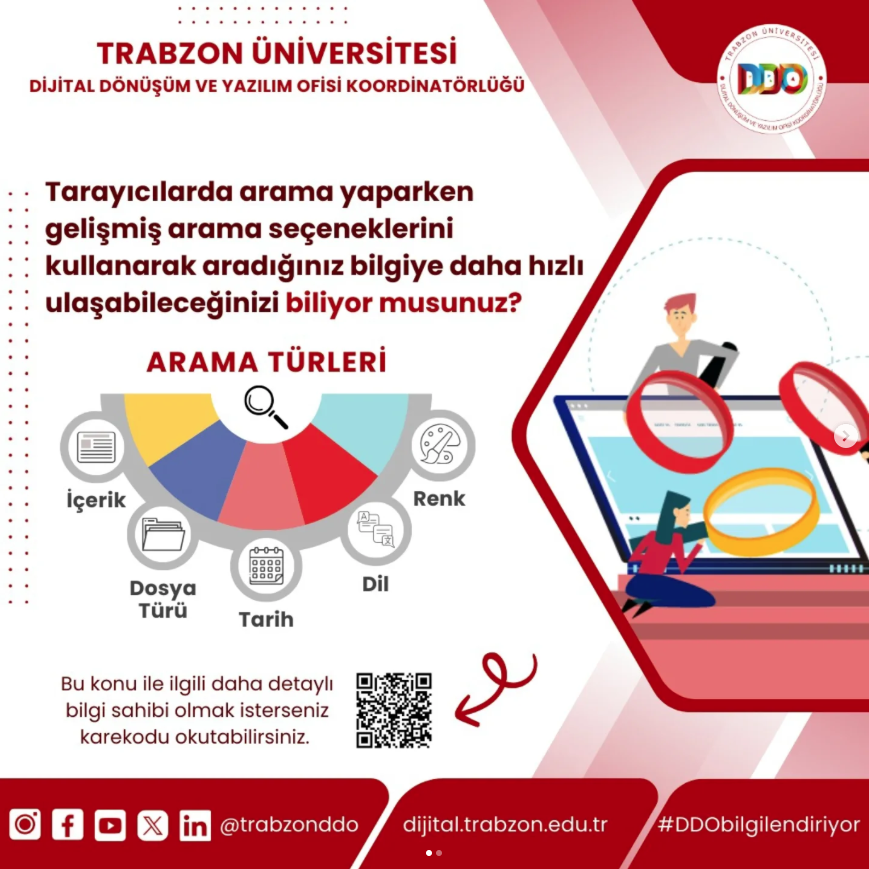 TRABZON ÜNİVERSİTESİ
DİJİTAL DÖNÜŞÜM VE YAZILIM OFİSİ KOORDİNATÖRLÜĞÜ
TRABZON ÜNİVERSİTESİ
DDO
DİJİTAL DÖNÜŞÜM VE YAZILIM OFİSİ KOORDİNATÖRLÜĞÜ
Tarayıcılarda arama yaparken
gelişmiş arama seçeneklerini
kullanarak aradığınız bilgiye daha hızlı
ulaşabileceğinizi biliyor musunuz?
ARAMA TÜRLERİ
İçerik
Dosya
Türü
Tarih
Dil
Renk
Bu konu ile ilgili daha detaylı
bilgi sahibi olmak isterseniz
karekodu okutabilirsiniz.
@trabzonddo
dijital.trabzon.edu.tr
#DDObilgilendiriyor